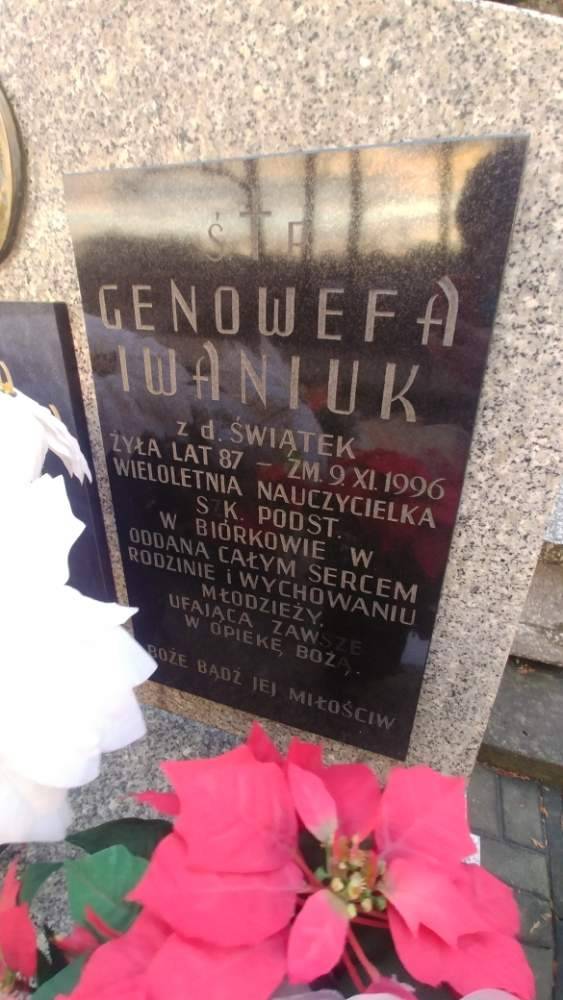 Ś P
GENOWEFA
IWANIUK
z d. ŚWIĄTEK
ŻYŁA LAT 87 – ZM. 9.XI.1996
WIELOLETNIA NAUCZYCIELKA
SZK. PODST.
W BIÓRKOWIE W
ODDANA CAŁYM SERCEM
RODZINIE i WYCHOWANIU
MŁODZIEŻY,
UFAJĄCA ZAWSZE
W OPIEKĘ BOŻĄ.
BOŻE BĄDŹ JEJ MIŁOŚCIW